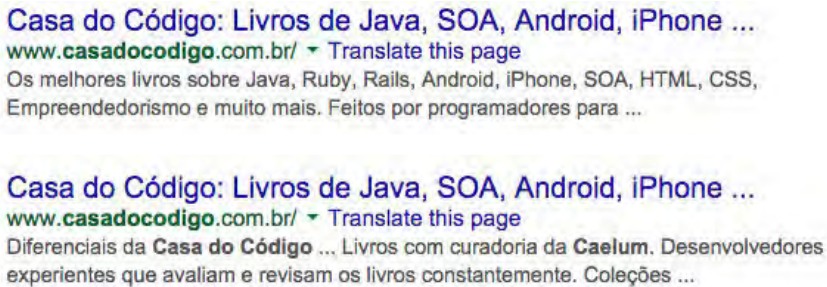 Casa do Código: Livros de Java, SOA, Android, iPhone ...
www.casadocodigo.com.br/ ▾ Translate this page
Os melhores livros sobre Java, Ruby, Rails, Android, iPhone, SOA, HTML, CSS,
Empreendedorismo e muito mais. Feitos por programadores para ...
Casa do Código: Livros de Java, SOA, Android, iPhone ...
www.casadocodigo.com.br/ ▾ Translate this page
Diferenciais da Casa do Código ... Livros com curadoria da Caelum. Desenvolvedores
experientes que avaliam e revisam os livros constantemente. Coleções ...